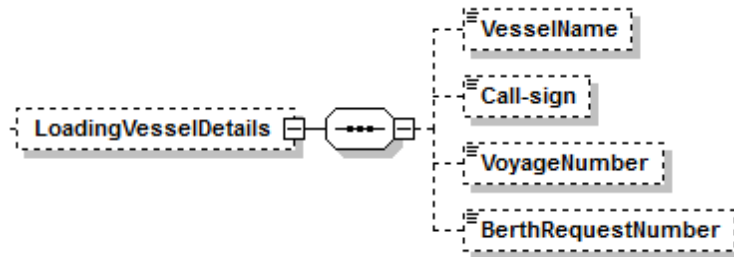 VesselName
Call-sign
LoadingVesselDetails
VoyageNumber
BerthRequestNumber